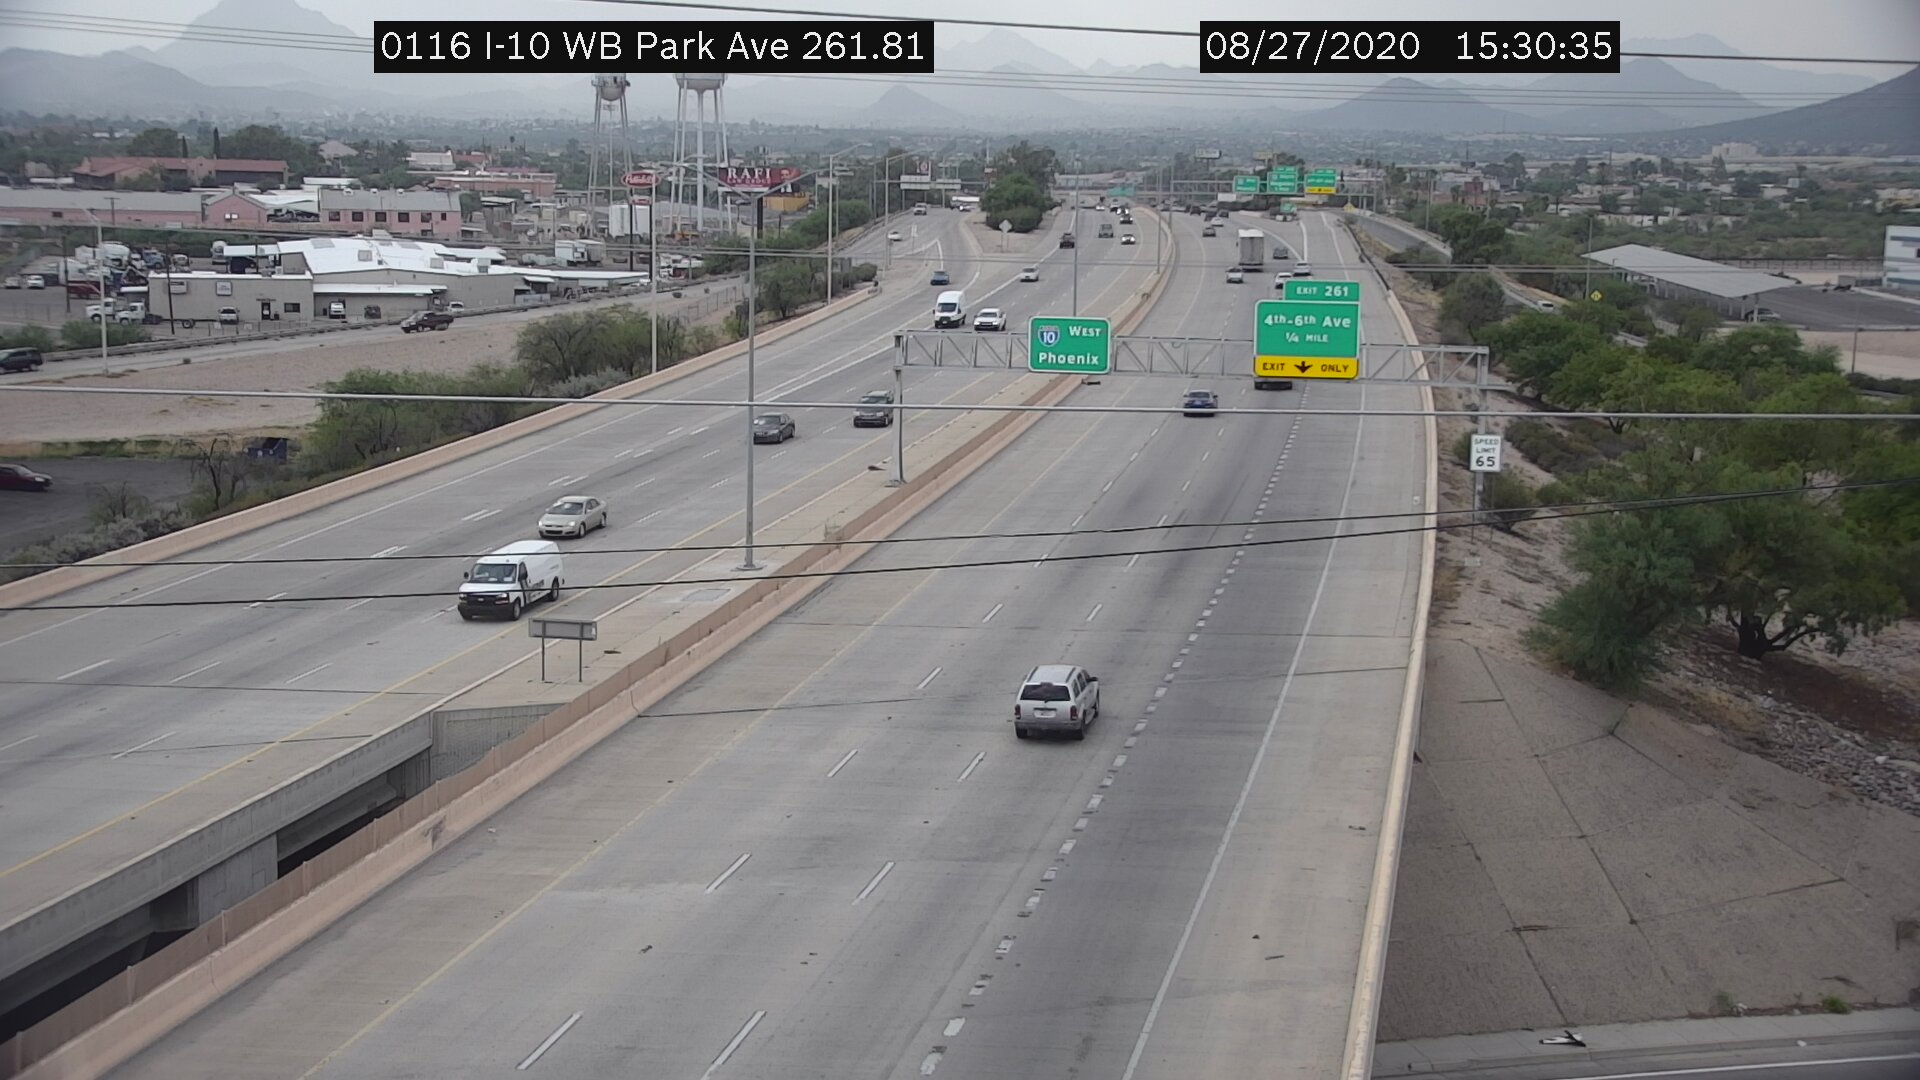 0116 I-10 WB Park Ave 261.81
08/27/2020 15:30:35
RAFI
Peterbilt
EXIT 261
4th-6th Ave
1/4 MILE
EXIT ONLY
10 WEST
Phoenix
SPEED
LIMIT
65